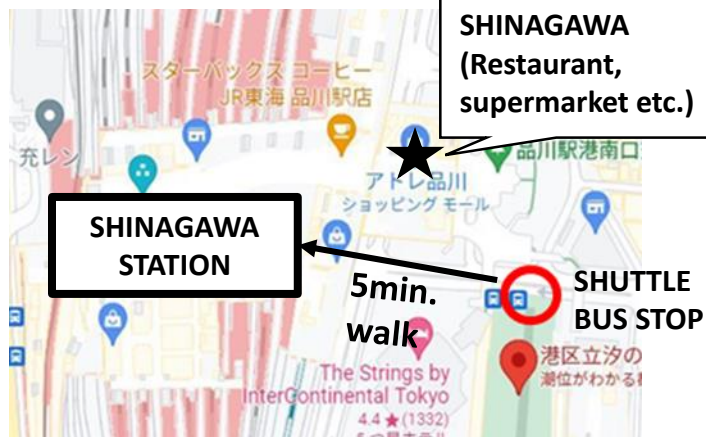 SHINAGAWA
(Restaurant,
supermarket etc.)
スターバックス コーヒー
JR東海 品川駅店
充レン
品川駅港南口
アトレ品川
ショッピング モール
SHINAGAWA
STATION
5min.
walk
SHUTTLE
BUS STOP
港区立汐の
潮位がわかる
The Strings by
InterContinental Tokyo
4.4 ★ (1332)